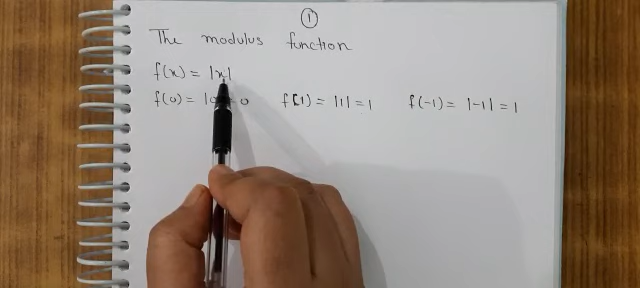 1
The modulus function
f(x) = |x|
f(0) = |0 0 f(1) = |1| = 1 f(-1) = |-1| = 1